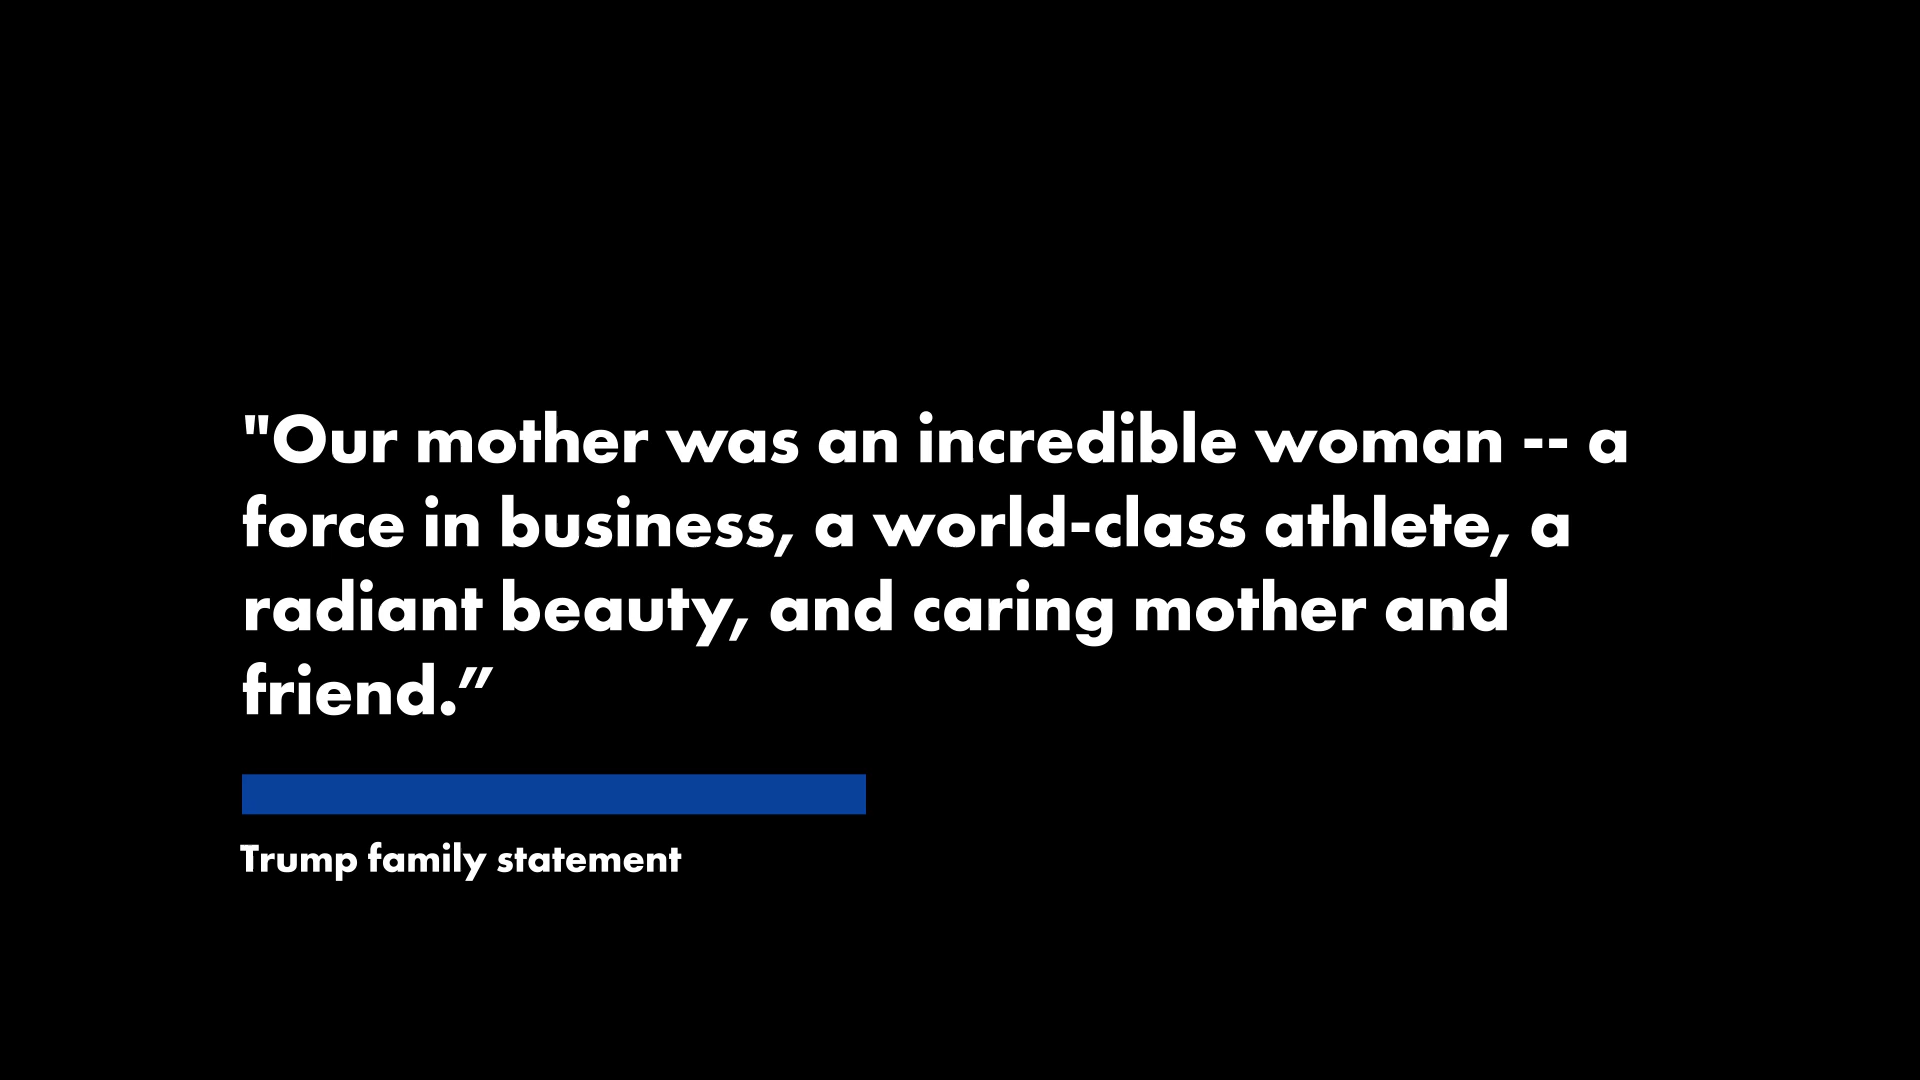 "Our mother was an incredible woman -- a
force in business, a world-class athlete, a
radiant beauty, and caring mother and
friend.”
Trump family statement